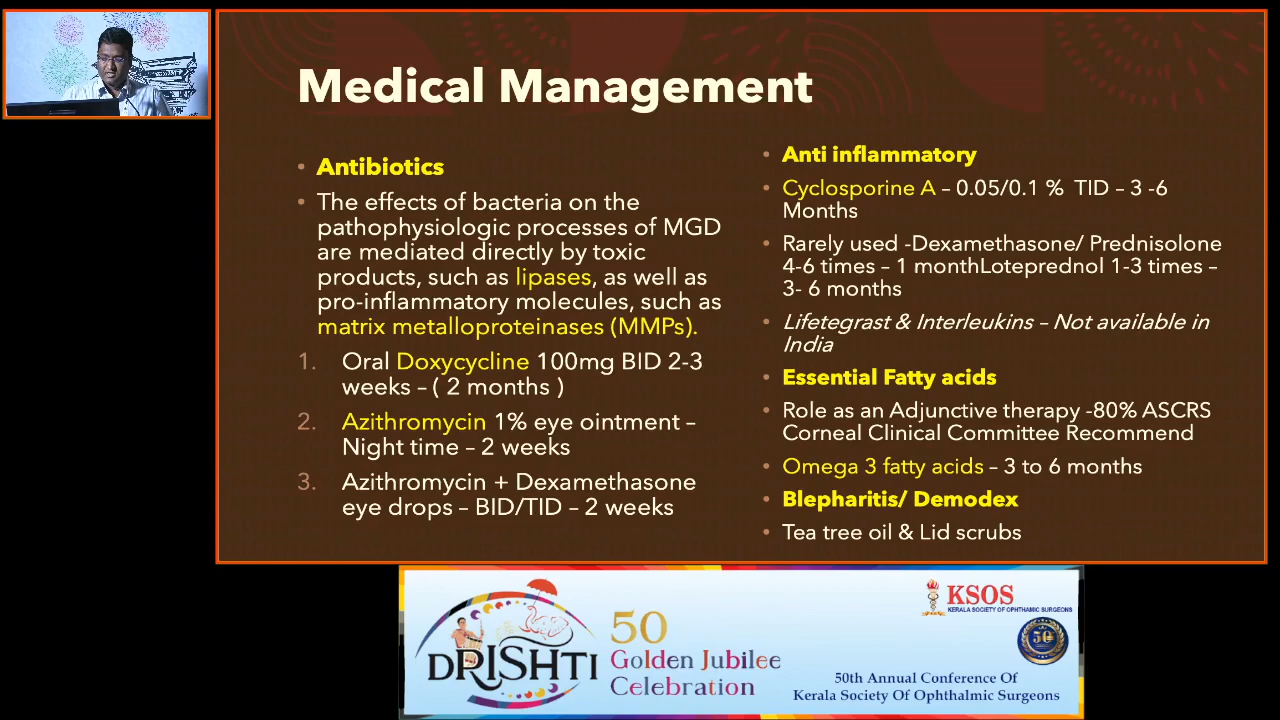 Medical Management
Antibiotics
The effects of bacteria on the
pathophysiologic processes of MGD
are mediated directly by toxic
products, such as lipases, as well as
pro-inflammatory molecules, such as
matrix metalloproteinases (MMPs).
1. Oral Doxycycline 100mg BID 2-3
weeks – ( 2 months )
2. Azithromycin 1% eye ointment –
Night time – 2 weeks
3. Azithromycin + Dexamethasone
eye drops – BID/TID – 2 weeks
Anti inflammatory
Cyclosporine A – 0.05/0.1 % TID – 3 -6
Months
Rarely used -Dexamethasone/ Prednisolone
4-6 times – 1 monthLoteprednol 1-3 times –
3- 6 months
Lifetegrast & Interleukins – Not available in
India
Essential Fatty acids
Role as an Adjunctive therapy -80% ASCRS
Corneal Clinical Committee Recommend
Omega 3 fatty acids – 3 to 6 months
Blepharitis/ Demodex
Tea tree oil & Lid scrubs
DRISHTI
50
Golden Jubilee
Celebration
KSOS
KERALA SOCIETY OF OPHTHAMIC SURGEONS
50
50th Annual Conference Of
Kerala Society Of Ophthalmic Surgeons